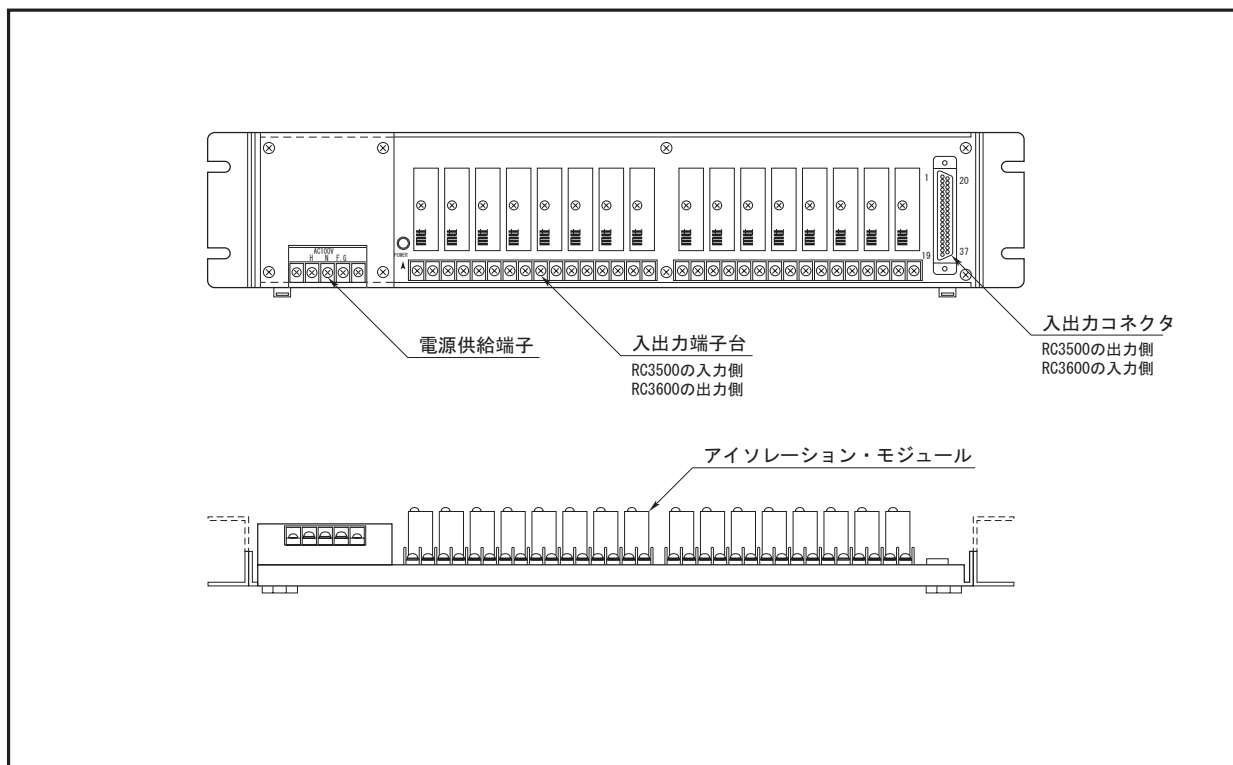 1
20
AC100V
H N F.G
POWER
19
37
電源供給端子
入出力端子台
RC3500の入力側
RC3600の出力側
入出力コネクタ
RC3500の出力側
RC3600の入力側
アイソレーション・モジュール